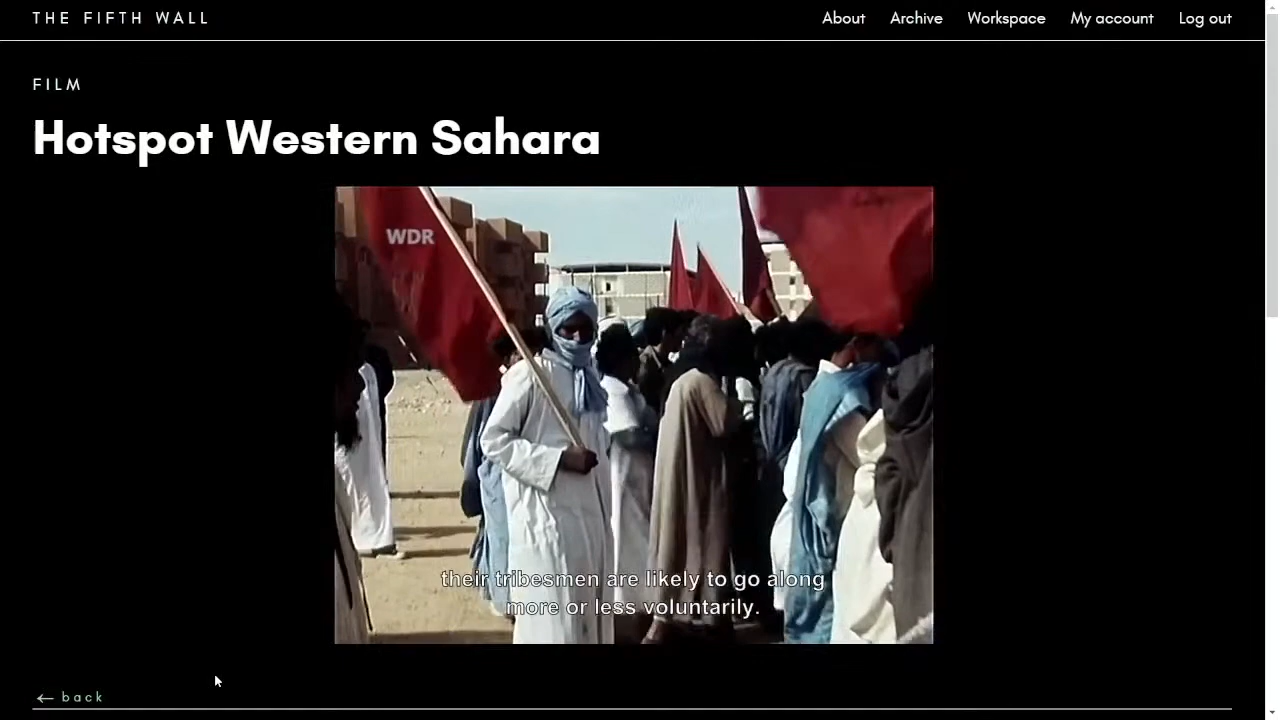 THE FIFTH WALL
About Archive Workspace My account Log out
FILM
Hotspot Western Sahara
WDR
their tribesmen are likely to go along
more or less voluntarily.
← back